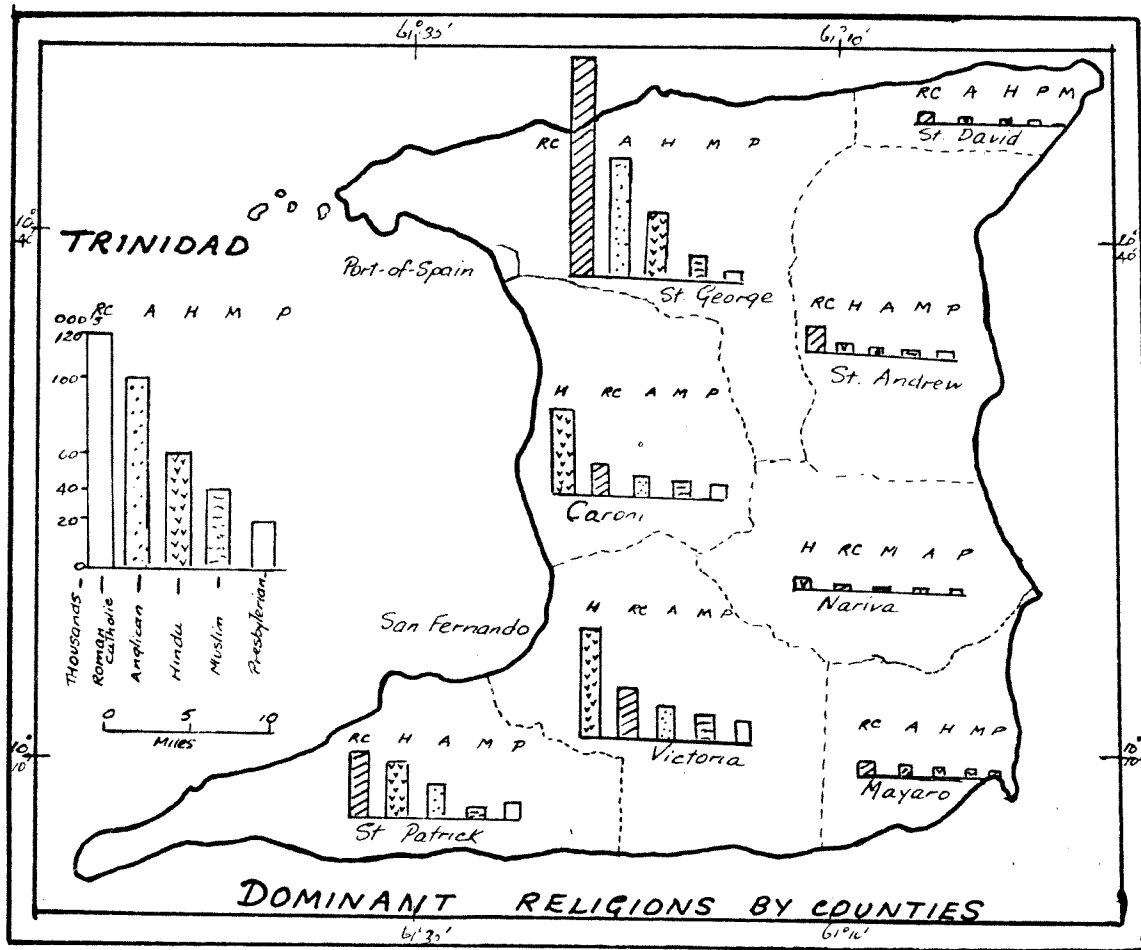 61° 35'
61° 10'
RC A H P M
St. David
RC A H M P
St. George
10°
40'
TRINIDAD
Port-of-Spain
RC H A M P
St. Andrew
000's RC A H M P
120
100
60
40
20
0
THOUSANDS –
Roman Catholic –
Anglican –
Hindu –
Muslim –
Presbyterian –
0 5 10
Miles
H RC A M P
Caroni
H RC M A P
Nariva
San Fernando
H RC A M P
Victoria
RC A H M P
Mayaro
RC H A M P
St Patrick
10°
10'
10°
10'
DOMINANT RELIGIONS BY COUNTIES
61° 35'